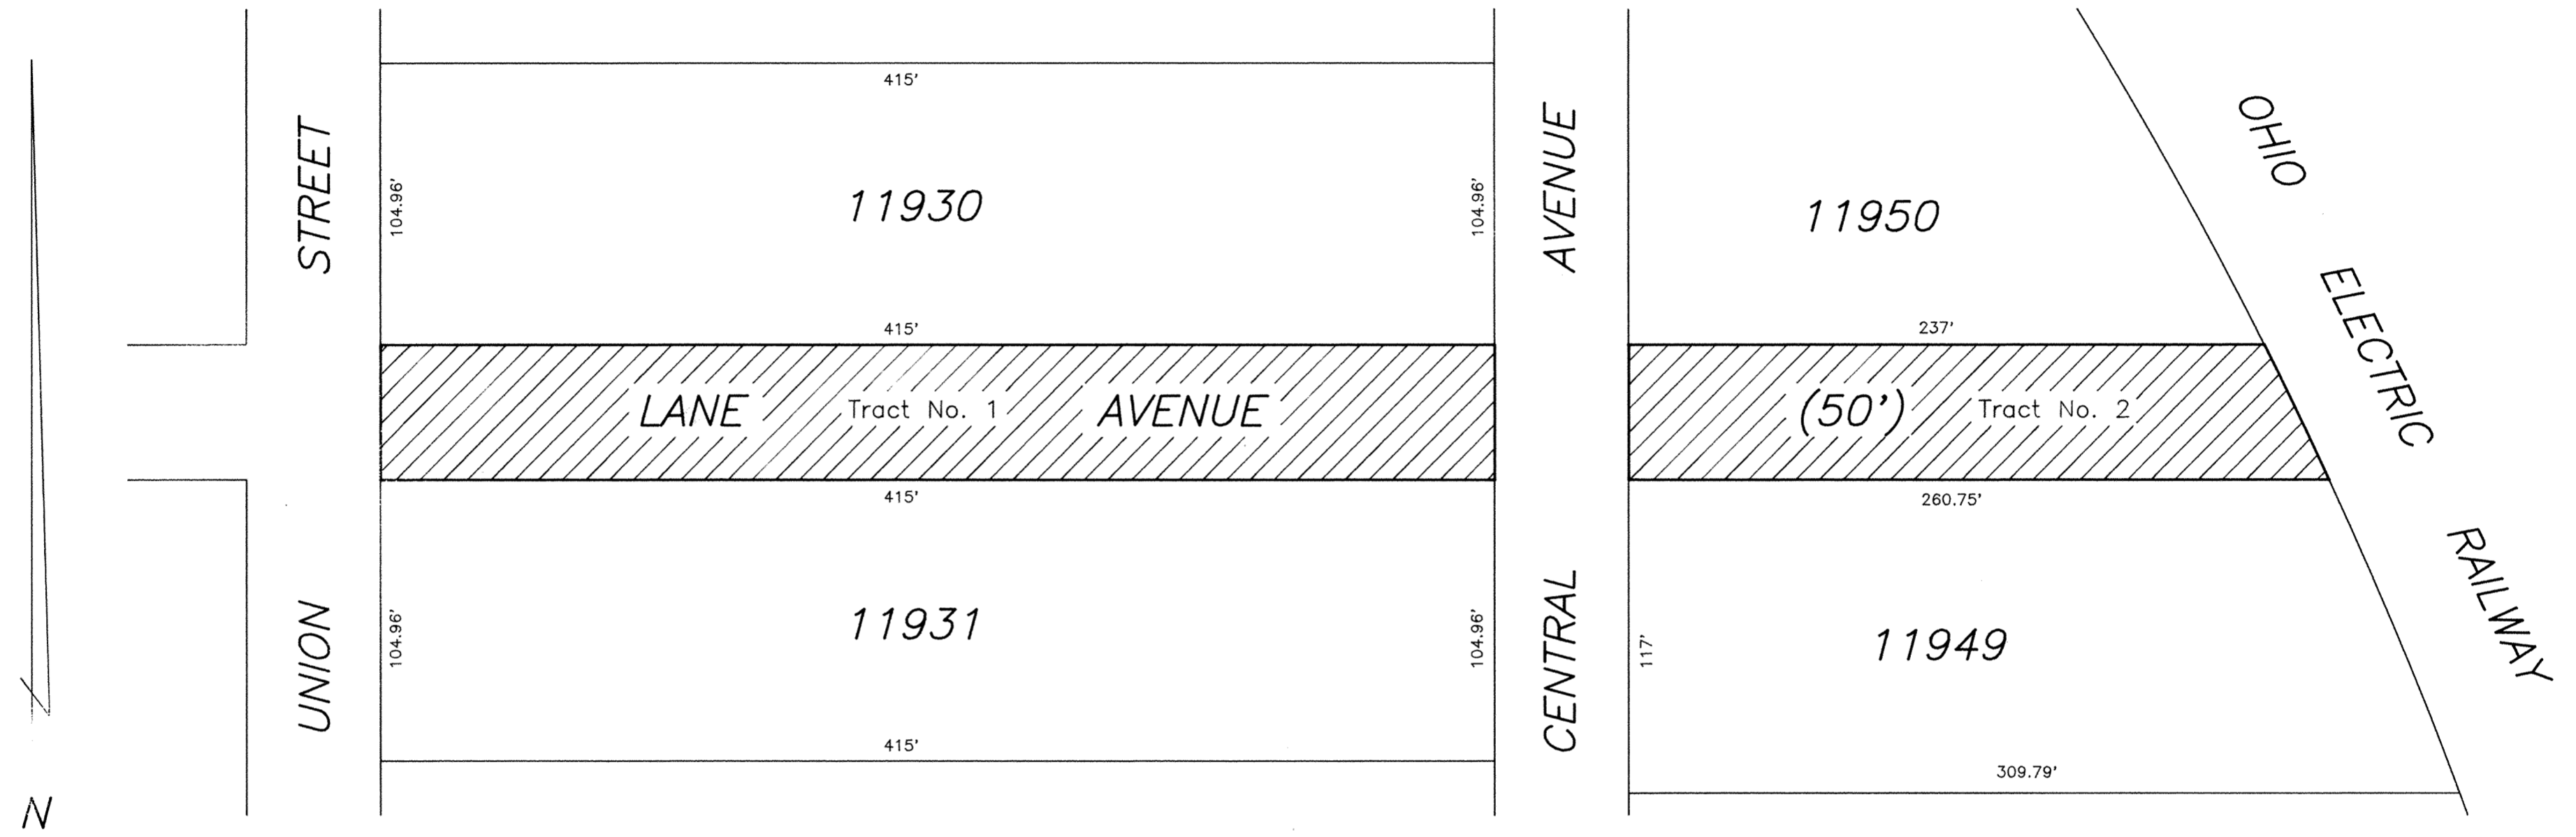 415'
STREET
104.96'
11930
104.96'
AVENUE
11950
OHIO
ELECTRIC
RAILWAY
415'
237'
LANE
Tract No. 1
AVENUE
(50')
Tract No. 2
415'
260.75'
UNION
104.96'
11931
104.96'
CENTRAL
117'
11949
415'
309.79'
N